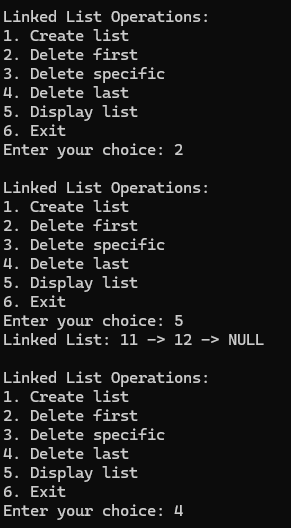 Linked List Operations:
1. Create list
2. Delete first
3. Delete specific
4. Delete last
5. Display list
6. Exit
Enter your choice: 2

Linked List Operations:
1. Create list
2. Delete first
3. Delete specific
4. Delete last
5. Display list
6. Exit
Enter your choice: 5
Linked List: 11 -> 12 -> NULL

Linked List Operations:
1. Create list
2. Delete first
3. Delete specific
4. Delete last
5. Display list
6. Exit
Enter your choice: 4